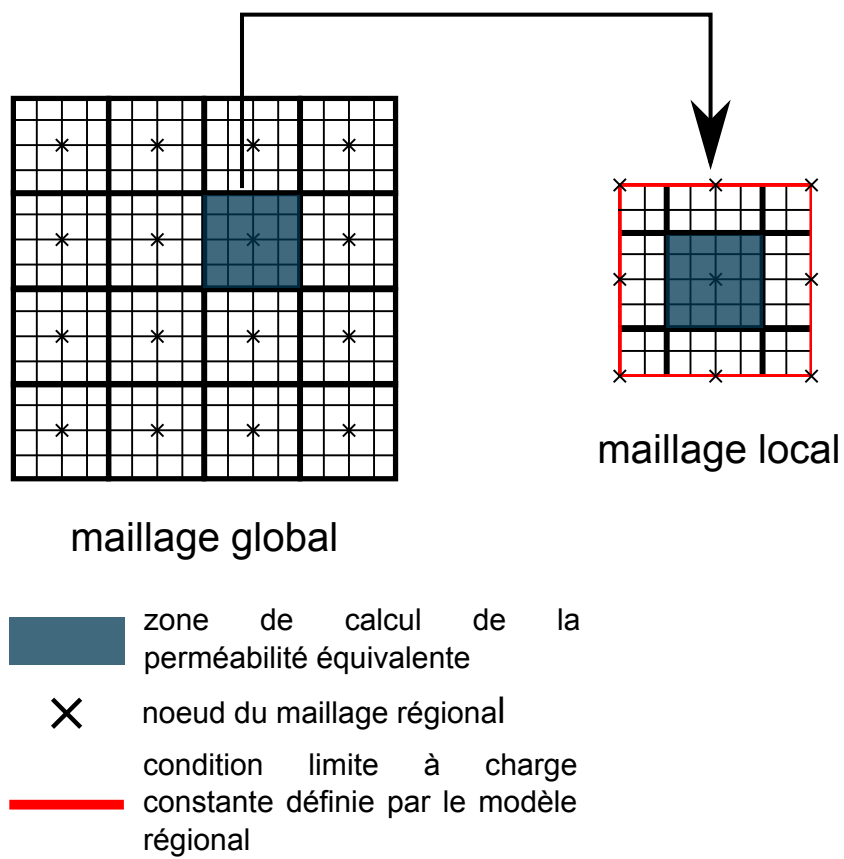 maillage local
maillage global
zone de calcul de la
perméabilité équivalente
noeud du maillage régional
condition limite à charge
constante définie par le modèle
régional